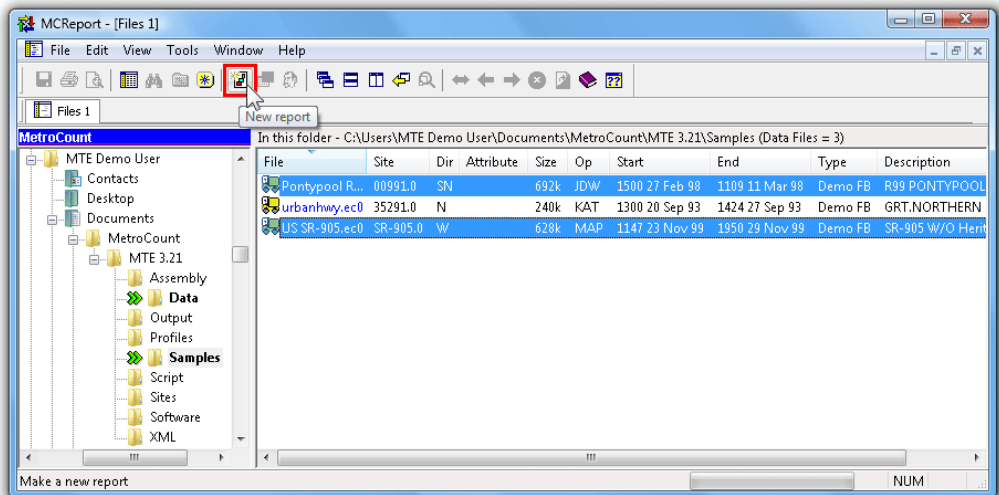 MCReport - [Files 1]
File Edit View Tools Window Help
Files 1
New report
MetroCount
In this folder - C:\Users\MTE Demo User\Documents\MetroCount\MTE 3.21\Samples (Data Files = 3)
MTE Demo User
Contacts
Desktop
Documents
MetroCount
MTE 3.21
Assembly
Data
Output
Profiles
Samples
Script
Sites
Software
XML
File Site Dir Attribute Size Op Start End Type Description
Pontypool R... 00991.0 SN 692k JDW 1500 27 Feb 98 1109 11 Mar 98 Demo FB R99 PONTYPOOL
urbanhwy.ec0 35291.0 N 240k KAT 1300 20 Sep 93 1424 27 Sep 93 Demo FB GRT.NORTHERN
US SR-905.ec0 SR-905.0 W 628k MAP 1147 23 Nov 99 1950 29 Nov 99 Demo FB SR-905 W/O Herit
Make a new report NUM